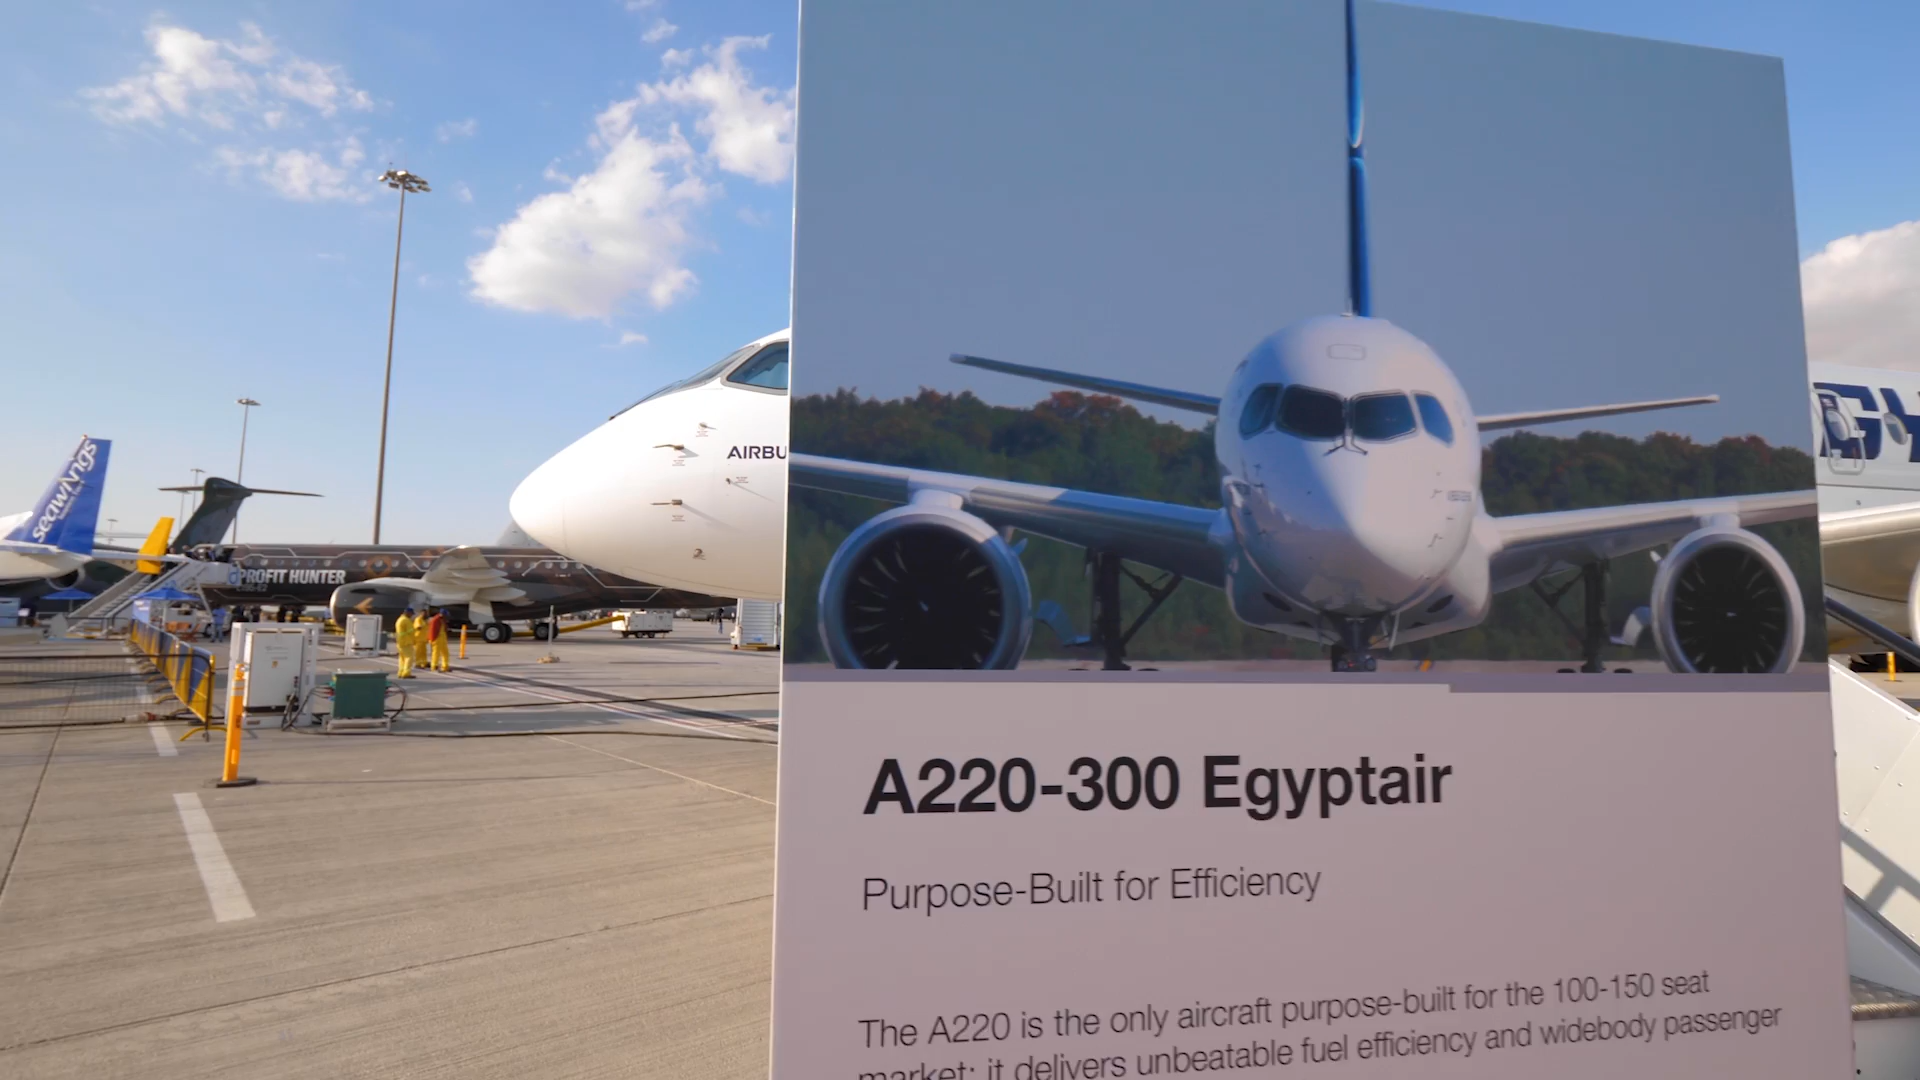 seawings
PROFIT HUNTER
AIRBU
EGY
A220-300 Egyptair
Purpose-Built for Efficiency
The A220 is the only aircraft purpose-built for the 100-150 seat
market; it delivers unbeatable fuel efficiency and widebody passenger